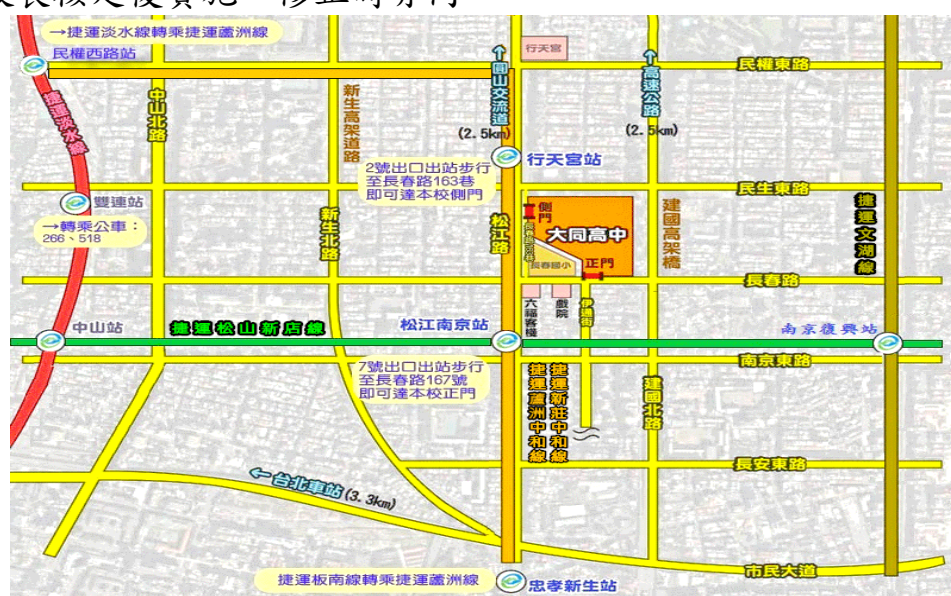 校長核定後實施，修正時亦同
→捷運淡水線轉乘捷運蘆洲線
民權西路站
行天宮
民權東路
↑圓山交流道
(2.5km)
↑高速公路
(2.5km)
捷運淡水線
中山北路
新生高架道路
2號出口出站步行
至長春路163巷
即可達本校側門
行天宮站
民生東路
雙連站
→轉乘公車：
266、518
新生北路
松江路
側門
大同高中
長春國小
正門
建國高架橋
捷運文湖線
長春路
六福客棧
戲院
伊通街
中山站
捷運松山新店線
松江南京站
南京復興站
南京東路
7號出口出站步行
至長春路167號
即可達本校正門
捷運蘆洲中和線
捷運新莊中和線
建國北路
長安東路
←台北車站(3.3km)
市民大道
捷運板南線轉乘捷運蘆洲線
忠孝新生站